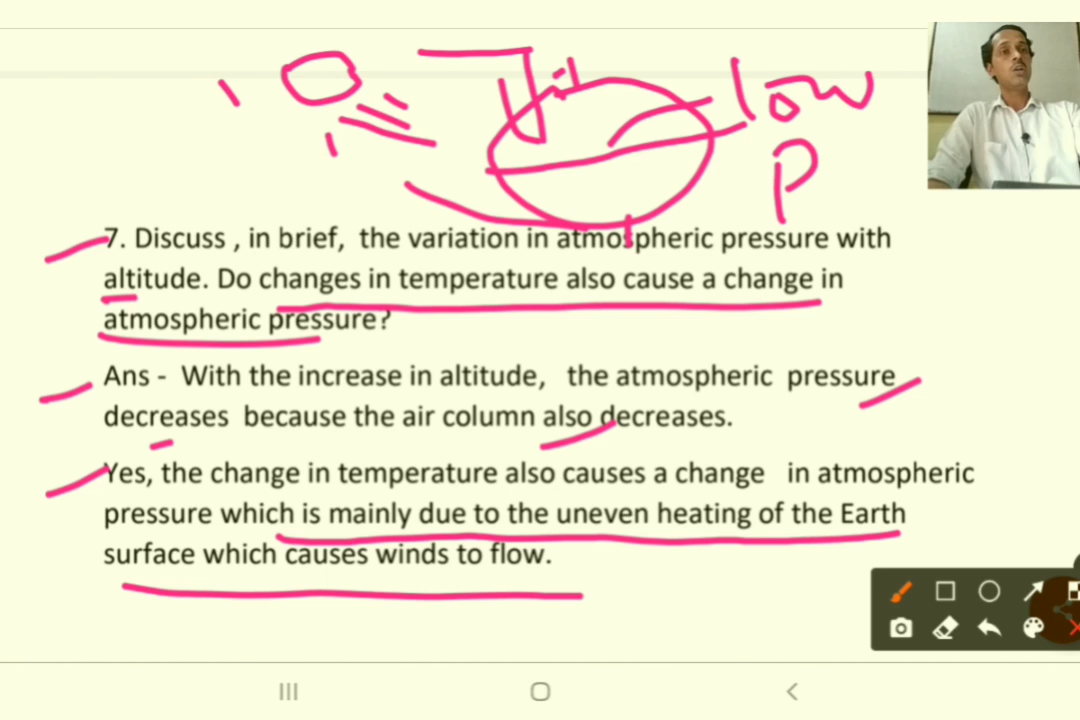 low
P
7. Discuss , in brief, the variation in atmospheric pressure with
altitude. Do changes in temperature also cause a change in
atmospheric pressure?
Ans - With the increase in altitude, the atmospheric pressure
decreases because the air column also decreases.
Yes, the change in temperature also causes a change in atmospheric
pressure which is mainly due to the uneven heating of the Earth
surface which causes winds to flow.